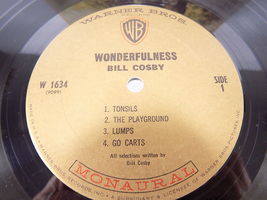 WARNER BROS.
WB
WONDERFULNESS
BILL COSBY
W 1634
(9099)
SIDE
1
1. TONSILS
2. THE PLAYGROUND
3. LUMPS
4. GO CARTS
All selections written by
Bill Cosby
MONAURAL